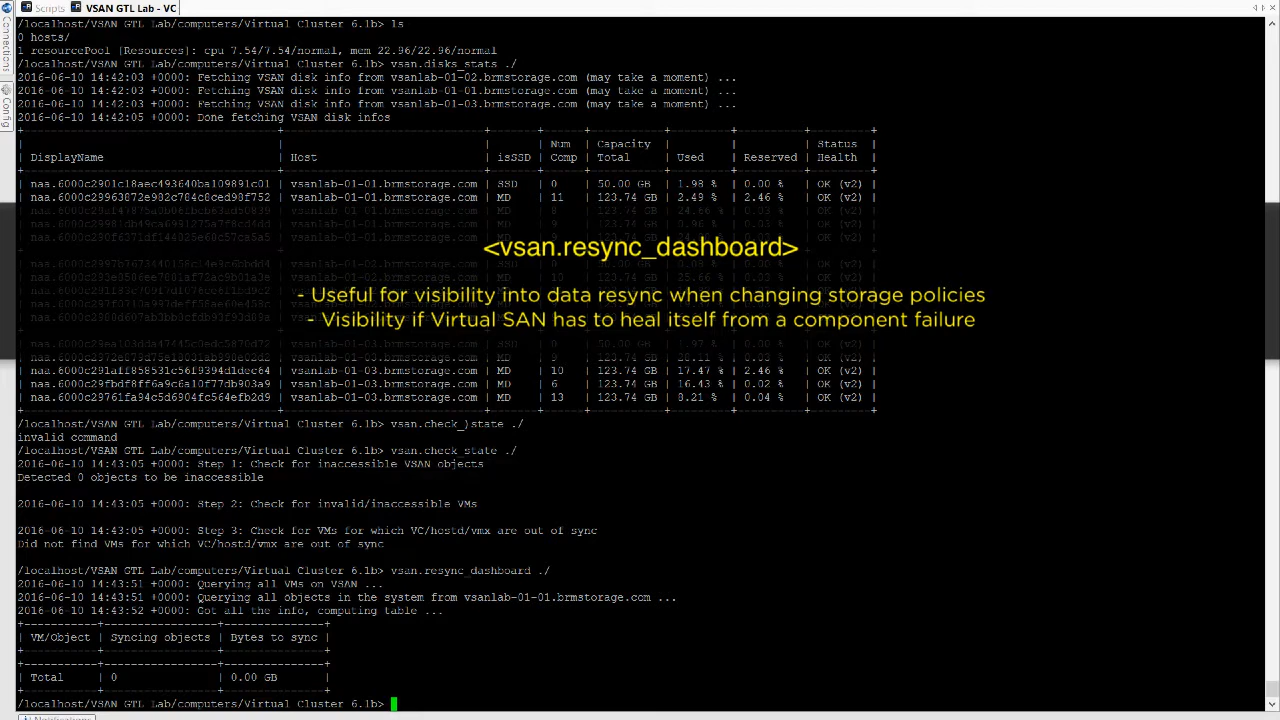 Scripts
VSAN GTL Lab - VC
Connections
Config
/localhost/VSAN GTL Lab/computers/Virtual Cluster 6.1b> ls
0 hosts/
1 resourcePool [Resources]: cpu 7.54/7.54/normal, mem 22.96/22.96/normal
/localhost/VSAN GTL Lab/computers/Virtual Cluster 6.1b> vsan.disks_stats ./
2016-06-10 14:42:03 +0000: Fetching VSAN disk info from vsanlab-01-02.brmstorage.com (may take a moment) ...
2016-06-10 14:42:03 +0000: Fetching VSAN disk info from vsanlab-01-01.brmstorage.com (may take a moment) ...
2016-06-10 14:42:03 +0000: Fetching VSAN disk info from vsanlab-01-03.brmstorage.com (may take a moment) ...
2016-06-10 14:42:05 +0000: Done fetching VSAN disk infos
Num Capacity Status
DisplayName | Host | isSSD | Comp | Total | Used | Reserved | Health
| naa.6000c2901c18aec493640ba109891c01 | vsanlab-01-01.brmstorage.com | SSD | 0 | 50.00 GB | 1.98 % | 0.00 % | OK (v2) |
| naa.6000c29963872e982c784c8ced98f752 | vsanlab-01-01.brmstorage.com | MD | 11 | 123.74 GB | 2.49 % | 2.46 % | OK (v2) |
<vsan.resync_dashboard>
- Useful for visibility into data resync when changing storage policies
- Visibility if Virtual SAN has to heal itself from a component failure
| naa.6000c291aff858531c56f9394d1dec64 | vsanlab-01-03.brmstorage.com | MD | 10 | 123.74 GB | 17.47 % | 2.46 % | OK (v2) |
| naa.6000c29fbdf8ff6a9c6a10f77db903a9 | vsanlab-01-03.brmstorage.com | MD | 6 | 123.74 GB | 16.43 % | 0.02 % | OK (v2) |
| naa.6000c29761fa94c5d6904fc564efb2d9 | vsanlab-01-03.brmstorage.com | MD | 13 | 123.74 GB | 8.21 % | 0.04 % | OK (v2) |
/localhost/VSAN GTL Lab/computers/Virtual Cluster 6.1b> vsan.check_)state ./
invalid command
/localhost/VSAN GTL Lab/computers/Virtual Cluster 6.1b> vsan.check_state ./
2016-06-10 14:43:05 +0000: Step 1: Check for inaccessible VSAN objects
Detected 0 objects to be inaccessible
2016-06-10 14:43:05 +0000: Step 2: Check for invalid/inaccessible VMs
2016-06-10 14:43:05 +0000: Step 3: Check for VMs for which VC/hostd/vmx are out of sync
Did not find VMs for which VC/hostd/vmx are out of sync
/localhost/VSAN GTL Lab/computers/Virtual Cluster 6.1b> vsan.resync_dashboard ./
2016-06-10 14:43:51 +0000: Querying all VMs on VSAN ...
2016-06-10 14:43:51 +0000: Querying all objects in the system from vsanlab-01-01.brmstorage.com ...
2016-06-10 14:43:52 +0000: Got all the info, computing table ...
| VM/Object | Syncing objects | Bytes to sync |
| Total | 0 | 0.00 GB |
/localhost/VSAN GTL Lab/computers/Virtual Cluster 6.1b>